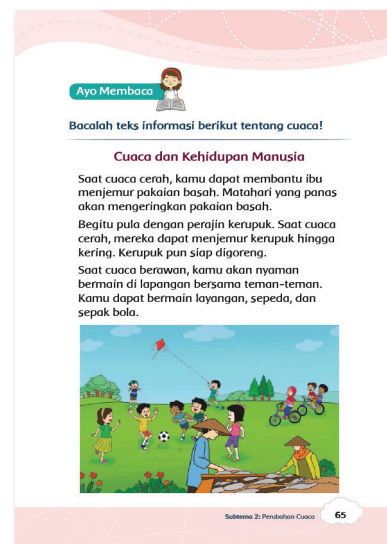 Ayo Membaca
Bacalah teks informasi berikut tentang cuaca!
Cuaca dan Kehidupan Manusia
Saat cuaca cerah, kamu dapat membantu ibu
menjemur pakaian basah. Matahari yang panas
akan mengeringkan pakaian basah.
Begitu pula dengan perajin kerupuk. Saat cuaca
cerah, mereka dapat menjemur kerupuk hingga
kering. Kerupuk pun siap digoreng.
Saat cuaca berawan, kamu akan nyaman
bermain di lapangan bersama teman-teman.
Kamu dapat bermain layangan, sepeda, dan
sepak bola.
Subtema 2: Perubahan Cuaca 65